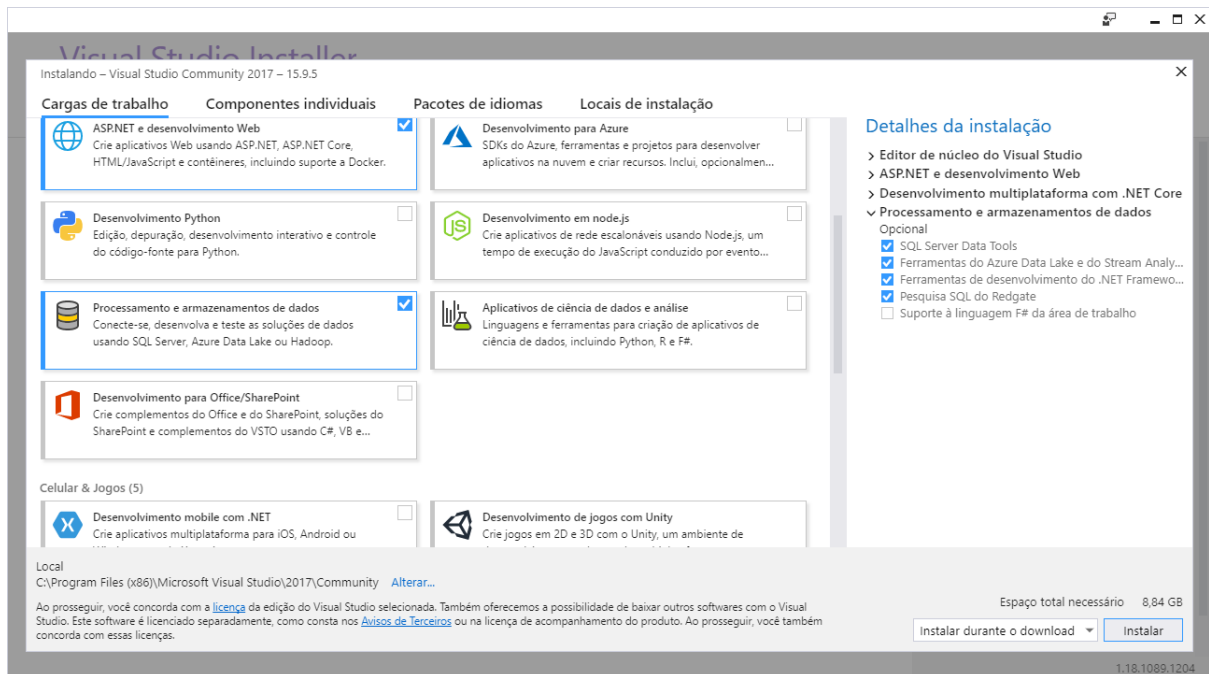 Visual Studio Installer
Instalando – Visual Studio Community 2017 – 15.9.5
Cargas de trabalho
Componentes individuais
Pacotes de idiomas
Locais de instalação
ASP.NET e desenvolvimento Web
Crie aplicativos Web usando ASP.NET, ASP.NET Core,
HTML/JavaScript e contêineres, incluindo suporte a Docker.
Desenvolvimento para Azure
SDKs do Azure, ferramentas e projetos para desenvolver
aplicativos na nuvem e criar recursos. Inclui, opcionalmen...
Desenvolvimento Python
Edição, depuração, desenvolvimento interativo e controle
do código-fonte para Python.
Desenvolvimento em node.js
Crie aplicativos de rede escalonáveis usando Node.js, um
tempo de execução do JavaScript conduzido por evento...
Processamento e armazenamentos de dados
Conecte-se, desenvolva e teste as soluções de dados
usando SQL Server, Azure Data Lake ou Hadoop.
Aplicativos de ciência de dados e análise
Linguagens e ferramentas para criação de aplicativos de
ciência de dados, incluindo Python, R e F#.
Desenvolvimento para Office/SharePoint
Crie complementos do Office e do SharePoint, soluções do
SharePoint e complementos do VSTO usando C#, VB e...
Celular & Jogos (5)
Desenvolvimento mobile com .NET
Crie aplicativos multiplataforma para iOS, Android ou
Desenvolvimento de jogos com Unity
Crie jogos em 2D e 3D com o Unity, um ambiente de
Detalhes da instalação
Editor de núcleo do Visual Studio
ASP.NET e desenvolvimento Web
Desenvolvimento multiplataforma com .NET Core
Processamento e armazenamentos de dados
Opcional
SQL Server Data Tools
Ferramentas do Azure Data Lake e do Stream Analy...
Ferramentas de desenvolvimento do .NET Framewo...
Pesquisa SQL do Redgate
Suporte à linguagem F# da área de trabalho
Local
C:\Program Files (x86)\Microsoft Visual Studio\2017\Community Alterar...
Ao prosseguir, você concorda com a licença da edição do Visual Studio selecionada. Também oferecemos a possibilidade de baixar outros softwares com o Visual
Studio. Este software é licenciado separadamente, como consta nos Avisos de Terceiros ou na licença de acompanhamento do produto. Ao prosseguir, você também
concorda com essas licenças.
Espaço total necessário 8,84 GB
Instalar durante o download
Instalar
1.18.1089.1204